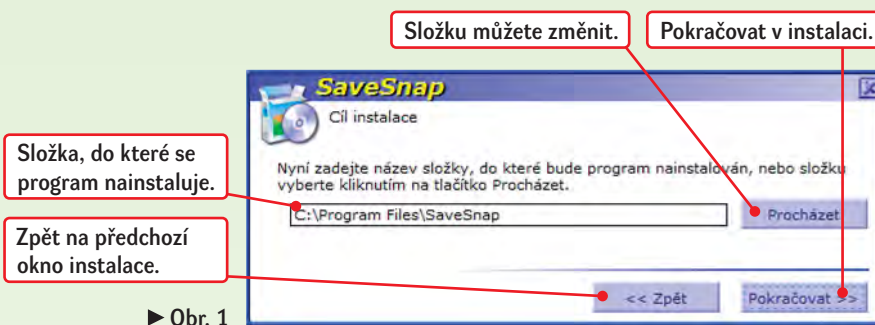 Složku můžete změnit.
Pokračovat v instalaci.
SaveSnap
Cíl instalace
Složka, do které se
program nainstaluje.
Nyní zadejte název složky, do které bude program nainstalován, nebo složku
vyberte kliknutím na tlačítko Procházet.
C:\Program Files\SaveSnap
Procházet
Zpět na předchozí
okno instalace.
<< Zpět
Pokračovat >>
►Obr. 1